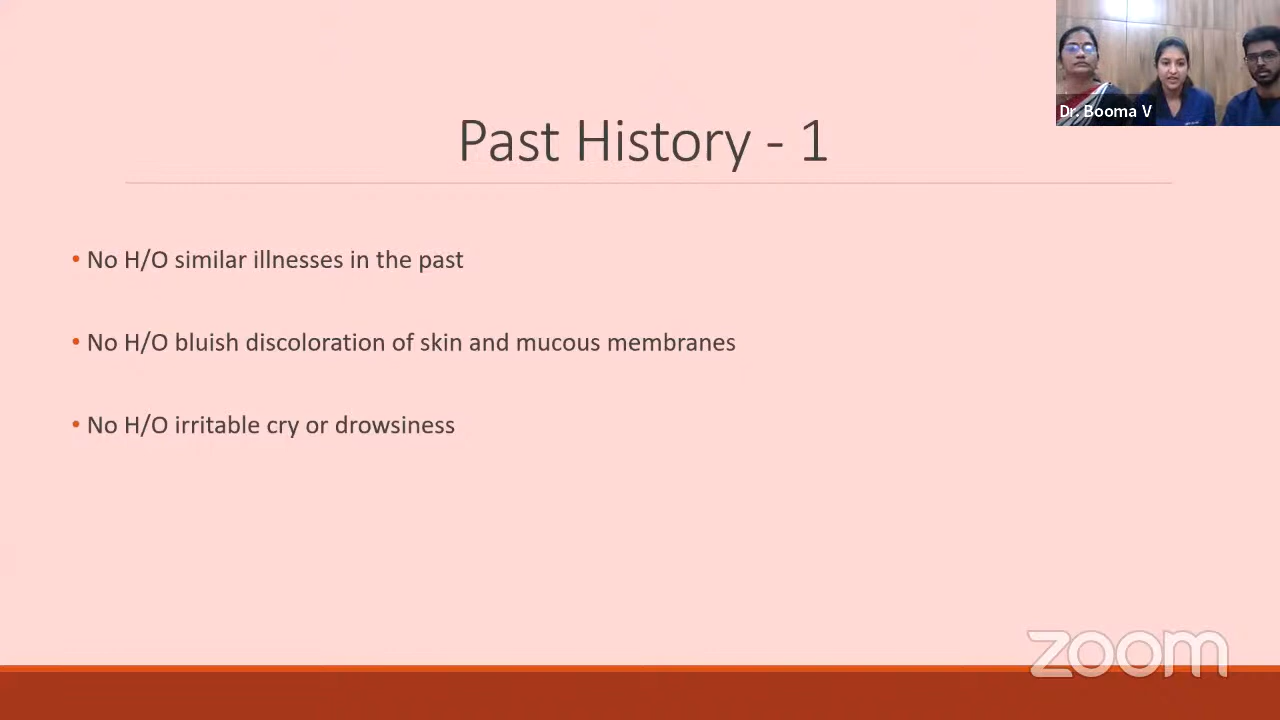 Dr. Booma V
Past History - 1
• No H/O similar illnesses in the past
• No H/O bluish discoloration of skin and mucous membranes
• No H/O irritable cry or drowsiness
zoom